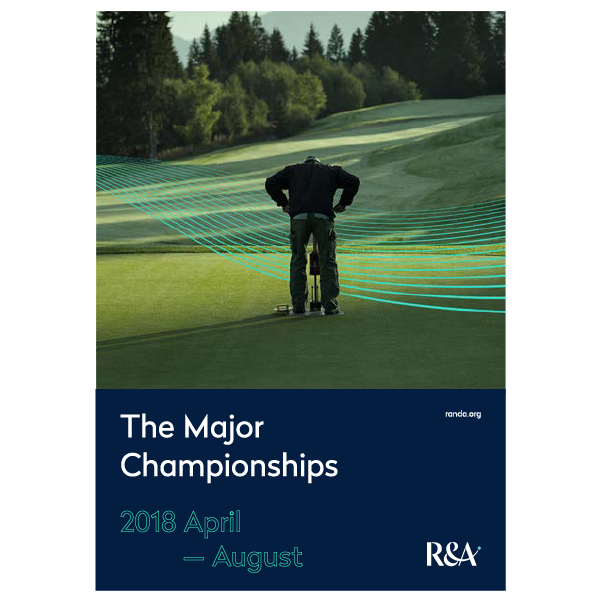 The Major
randa.org
Championships
2018 April
— August
R&A